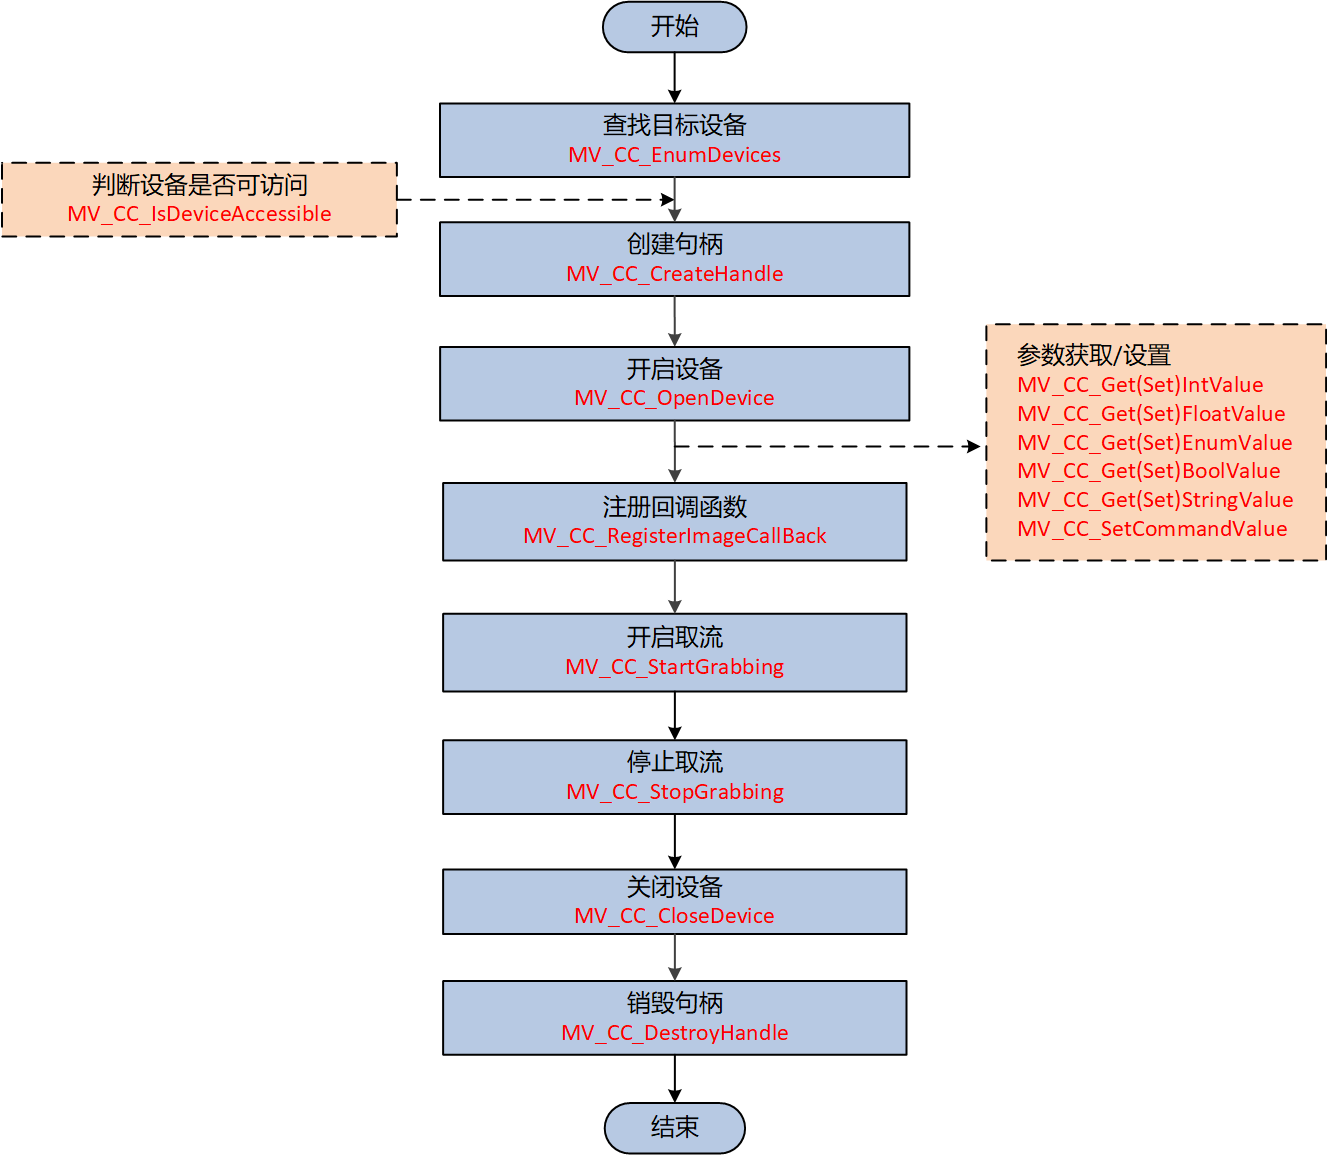 开始
查找目标设备
MV_CC_EnumDevices
判断设备是否可访问
MV_CC_IsDeviceAccessible
创建句柄
MV_CC_CreateHandle
开启设备
MV_CC_OpenDevice
参数获取/设置
MV_CC_Get(Set)IntValue
MV_CC_Get(Set)FloatValue
MV_CC_Get(Set)EnumValue
MV_CC_Get(Set)BoolValue
MV_CC_Get(Set)StringValue
MV_CC_SetCommandValue
注册回调函数
MV_CC_RegisterImageCallBack
开启取流
MV_CC_StartGrabbing
停止取流
MV_CC_StopGrabbing
关闭设备
MV_CC_CloseDevice
销毁句柄
MV_CC_DestroyHandle
结束